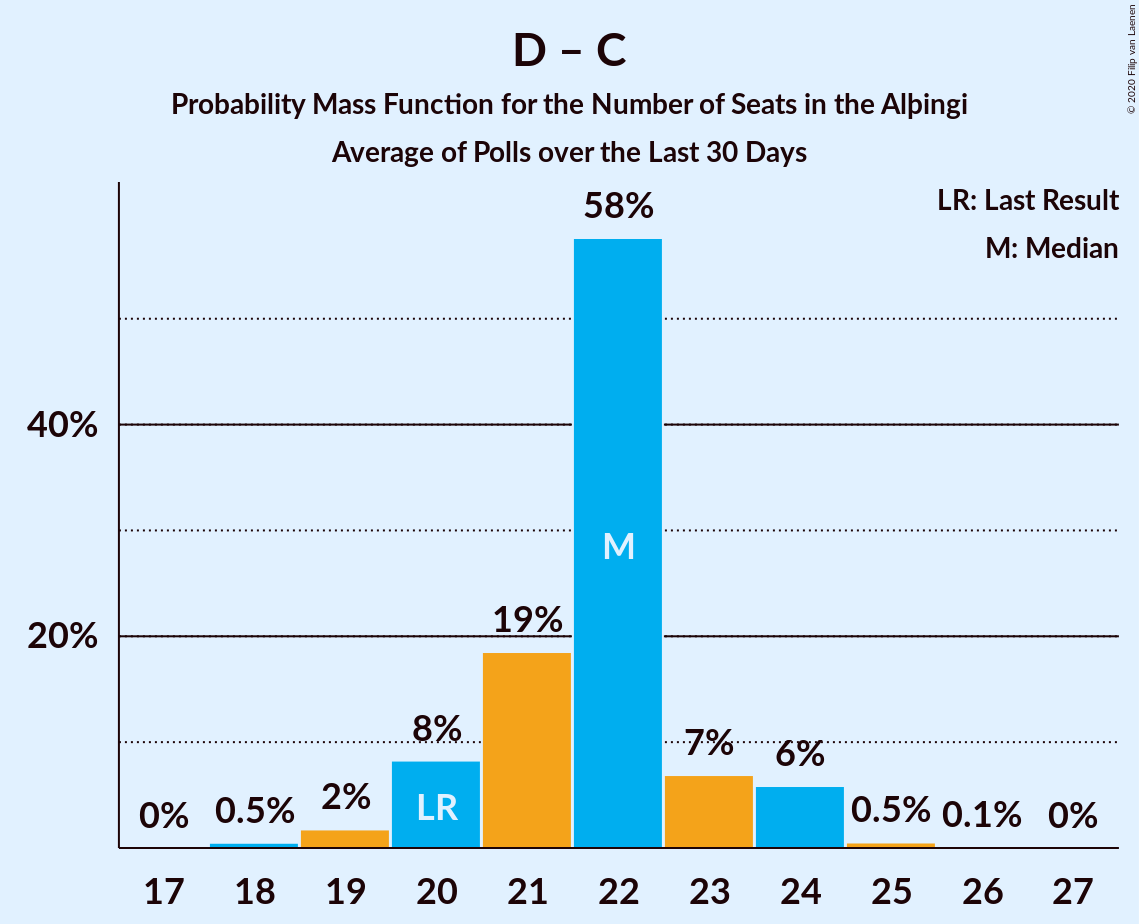 D – C
Probability Mass Function for the Number of Seats in the Alþingi
Average of Polls over the Last 30 Days
© 2020 Filip van Laenen
LR: Last Result
M: Median
58%
40%
M
19%
20%
8%
7%
6%
LR
2%
0%
0.5%
0.5%
0.1%
0%
17 18 19 20 21 22 23 24 25 26 27